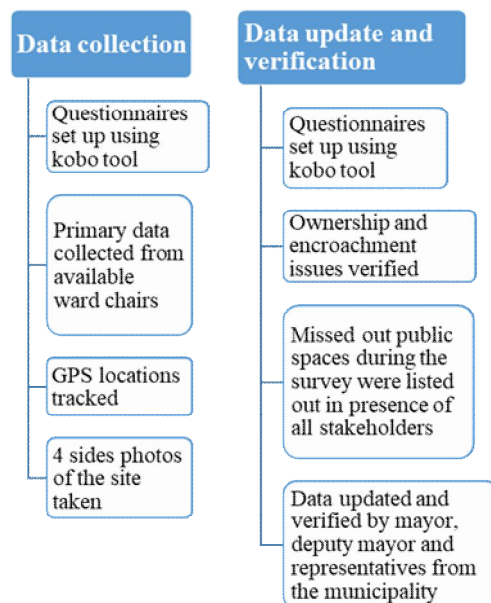 Data collection
Questionnaires
set up using
kobo tool
Primary data
collected from
available
ward chairs
GPS locations
tracked
4 sides photos
of the site
taken
Data update and
verification
Questionnaires
set up using
kobo tool
Ownership and
encroachment
issues verified
Missed out public
spaces during the
survey were listed
out in presence of
all stakeholders
Data updated and
verified by mayor,
deputy mayor and
representatives from
the municipality